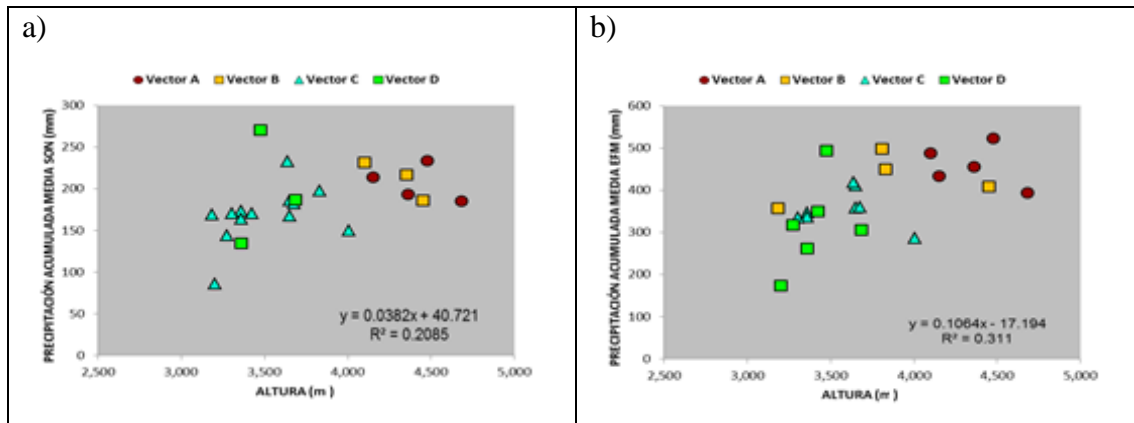 a)
Vector A Vector B Vector C Vector D
PRECIPITACIÓN ACUMULADA MEDIA SON (mm)
300
250
200
150
100
50
0
y = 0.0382x + 40.721
R² = 0.2085
2,500 3,000 3,500 4,000 4,500 5,000
ALTURA (m )
b)
Vector A Vector B Vector C Vector D
PRECIPITACIÓN ACUMULADA MEDIA EFM (mm)
600
500
400
300
200
100
0
y = 0.1064x - 17.194
R² = 0.311
2,500 3,000 3,500 4,000 4,500 5,000
ALTURA (m )